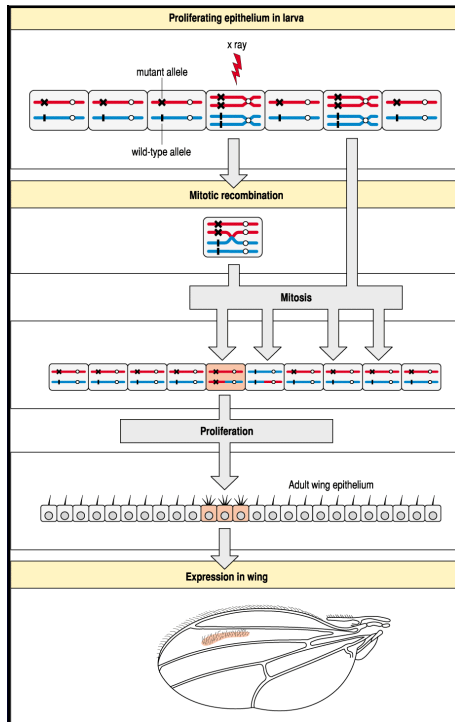 Proliferating epithelium in larva
x ray
mutant allele
wild-type allele
Mitotic recombination
Mitosis
Proliferation
Adult wing epithelium
Expression in wing